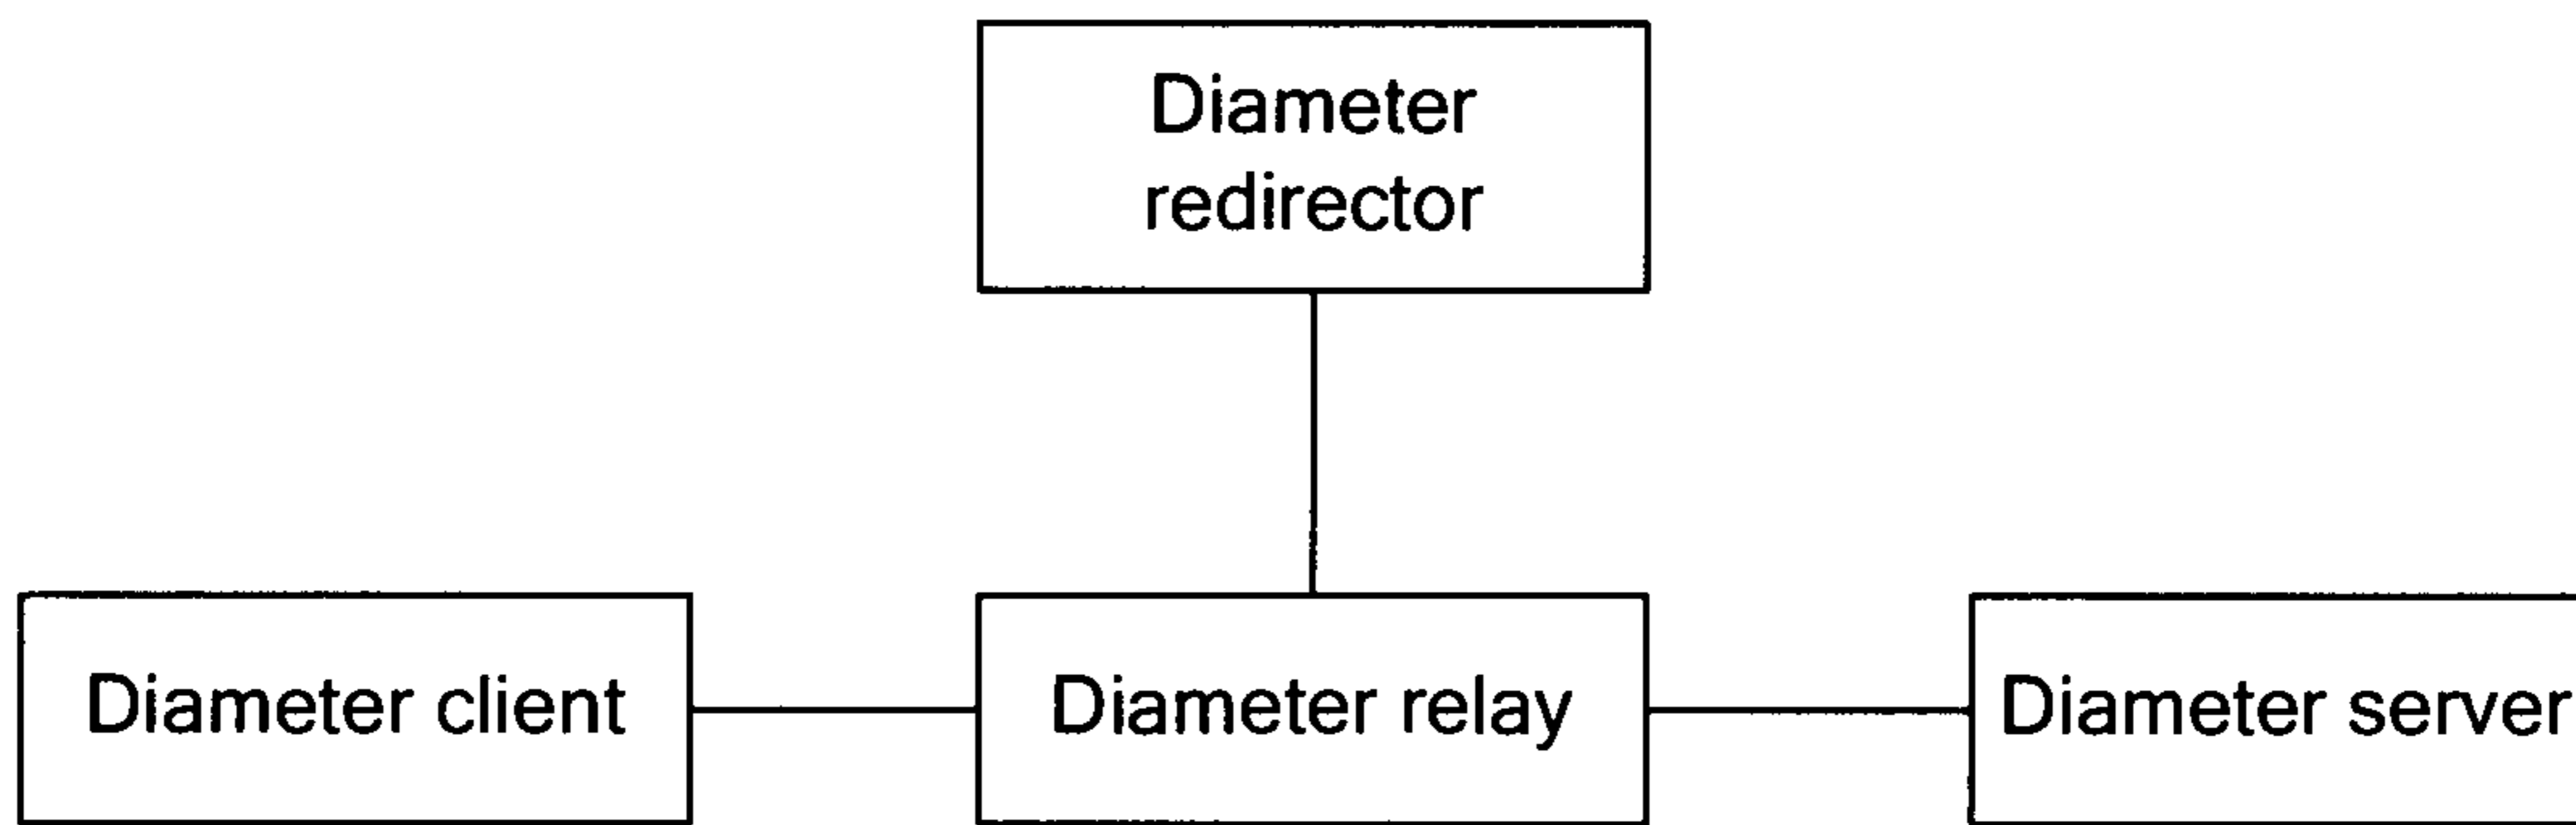 Diameter
redirector
Diameter client
Diameter relay
Diameter server